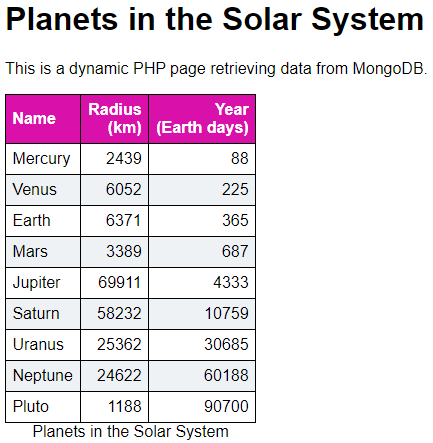 Planets in the Solar System
This is a dynamic PHP page retrieving data from MongoDB.
Name Radius (km) Year (Earth days)
Mercury 2439 88
Venus 6052 225
Earth 6371 365
Mars 3389 687
Jupiter 69911 4333
Saturn 58232 10759
Uranus 25362 30685
Neptune 24622 60188
Pluto 1188 90700
Planets in the Solar System